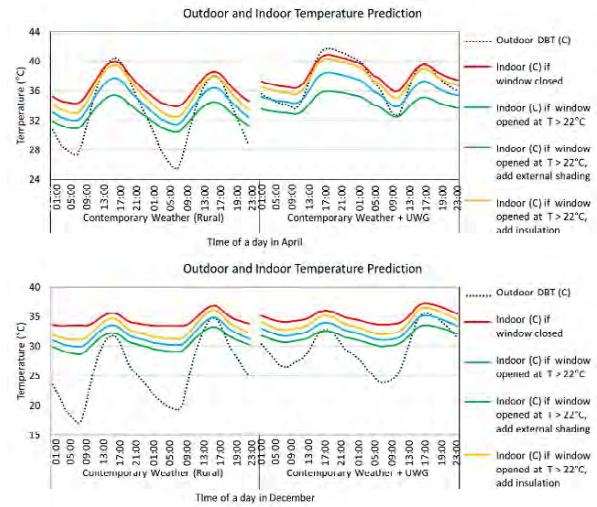 Outdoor and Indoor Temperature Prediction
44
40
36
32
28
24
Temperature (°C)
01:00 05:00 09:00 13:00 17:00 21:00 01:00 05:00 09:00 13:00 17:00 19:00 23:00 01:00 05:00 09:00 13:00 17:00 21:00 01:00 05:00 09:00 13:00 17:00 19:00 23:00
Contemporary Weather (Rural) Contemporary Weather + UWG
Time of a day in April
Outdoor DBT (C)
Indoor (C) if
window closed
Indoor (C) if window
opened at T > 22°C
Indoor (C) if window
opened at T > 22°C,
add external shading
Indoor (C) if window
opened at T > 22°C,
add insulation
Outdoor and Indoor Temperature Prediction
40
35
30
25
20
15
Temperature (°C)
01:00 05:00 09:00 13:00 17:00 21:00 01:00 05:00 09:00 13:00 17:00 19:00 23:00 01:00 05:00 09:00 13:00 17:00 21:00 01:00 05:00 09:00 13:00 17:00 19:00 23:00
Contemporary Weather (Rural) Contemporary Weather + UWG
Time of a day in December
Outdoor DBT (C)
Indoor (C) if
window closed
Indoor (C) if window
opened at T > 22°C
Indoor (C) if window
opened at T > 22°C,
add external shading
Indoor (C) if window
opened at T > 22°C,
add insulation